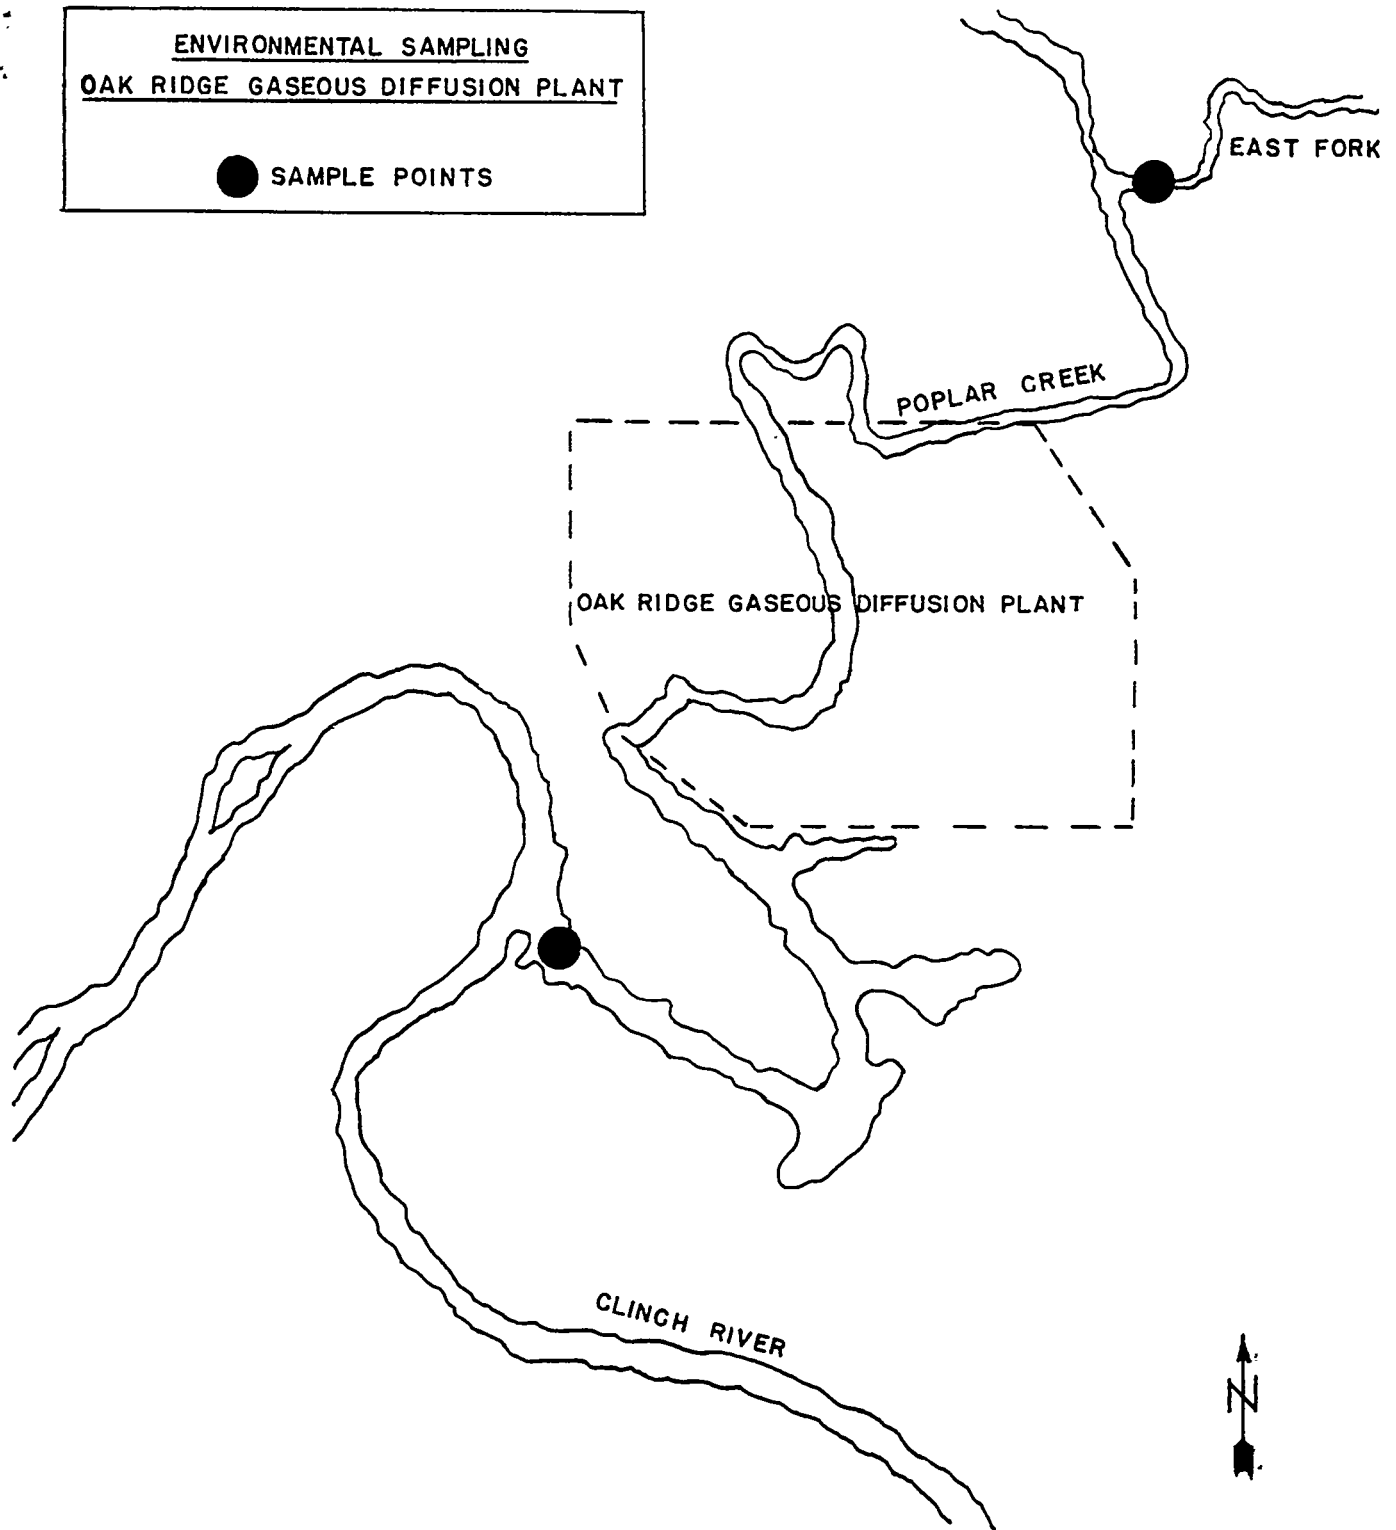 ENVIRONMENTAL SAMPLING
OAK RIDGE GASEOUS DIFFUSION PLANT
SAMPLE POINTS
EAST FORK
POPLAR CREEK
OAK RIDGE GASEOUS DIFFUSION PLANT
CLINCH RIVER
N